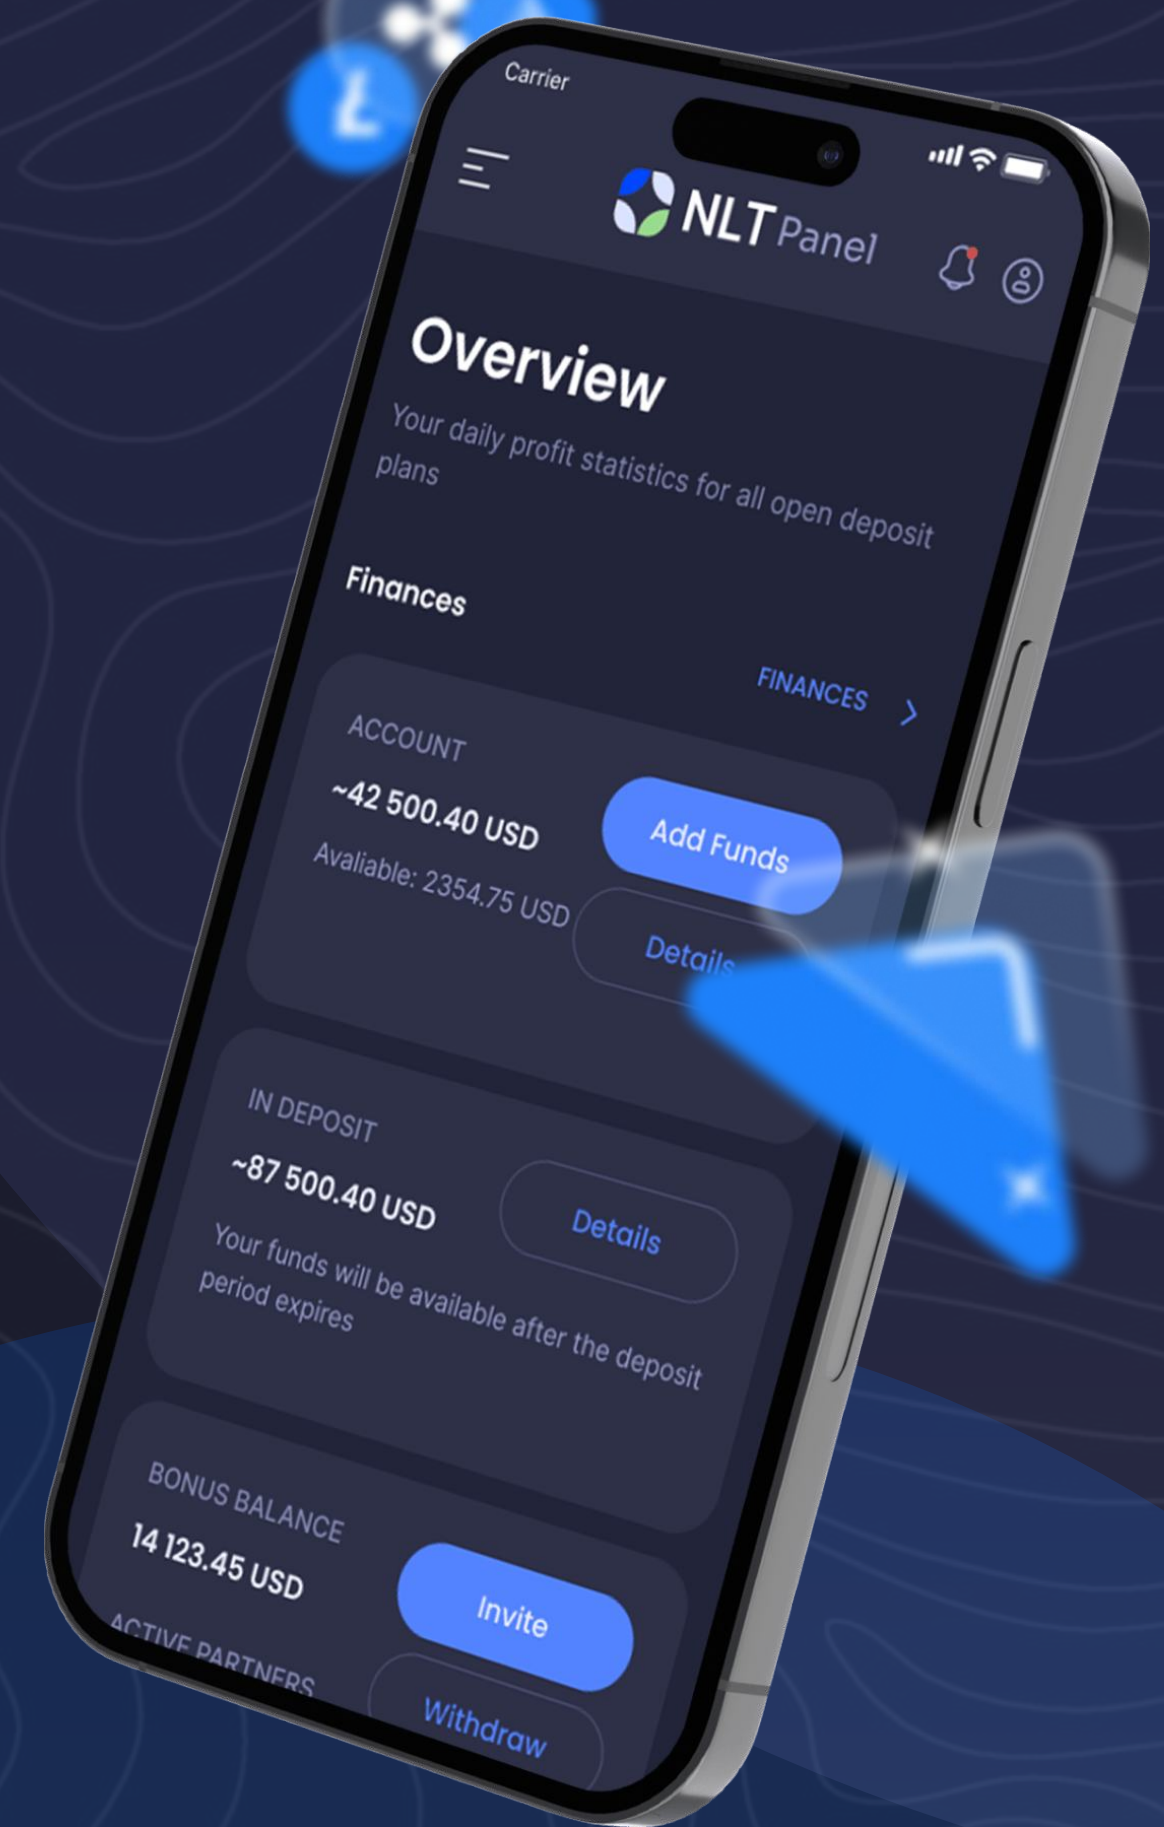 Carrier
NLT Panel
Overview
Your daily profit statistics for all open deposit
plans
Finances
FINANCES
ACCOUNT
~42 500.40 USD
Add Funds
Avaliable: 2354.75 USD
Details
IN DEPOSIT
~87 500.40 USD
Details
Your funds will be available after the deposit
period expires
BONUS BALANCE
14 123.45 USD
Invite
ACTIVE PARTNERS
Withdraw